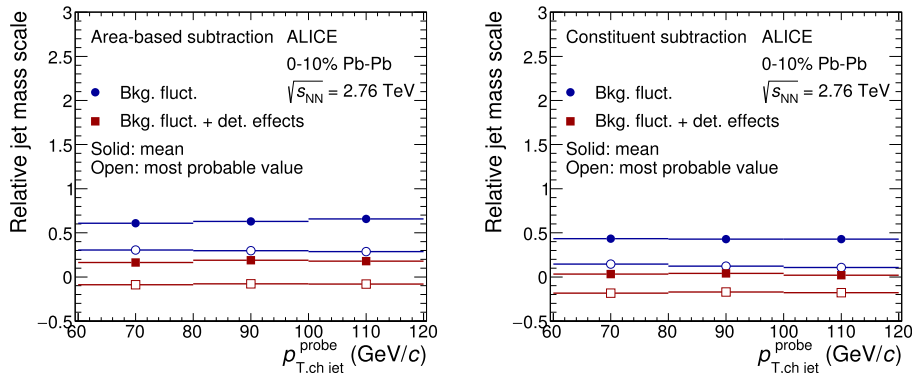 Relative jet mass scale
3
2.5
2
1.5
1
0.5
0
−0.5
Area-based subtraction ALICE
0-10% Pb-Pb
√sNN = 2.76 TeV
Bkg. fluct.
Bkg. fluct. + det. effects
Solid: mean
Open: most probable value
60 70 80 90 100 110 120
p probe T,ch jet (GeV/c)
Relative jet mass scale
3
2.5
2
1.5
1
0.5
0
−0.5
Constituent subtraction ALICE
0-10% Pb-Pb
√sNN = 2.76 TeV
Bkg. fluct.
Bkg. fluct. + det. effects
Solid: mean
Open: most probable value
60 70 80 90 100 110 120
p probe T,ch jet (GeV/c)